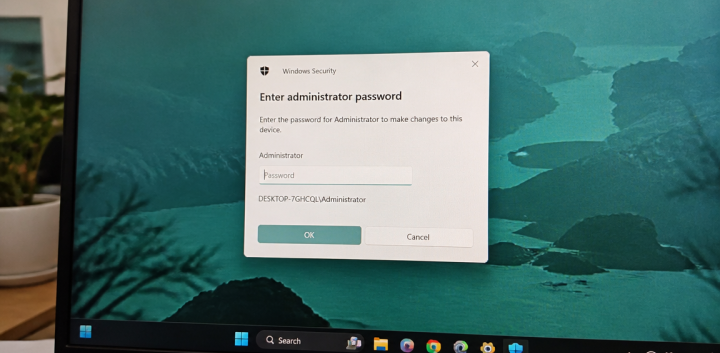 Windows Security
Enter administrator password
Enter the password for Administrator to make changes to this
device.
Administrator
Password
DESKTOP-7GHCQL\Administrator
OK
Cancel
Search